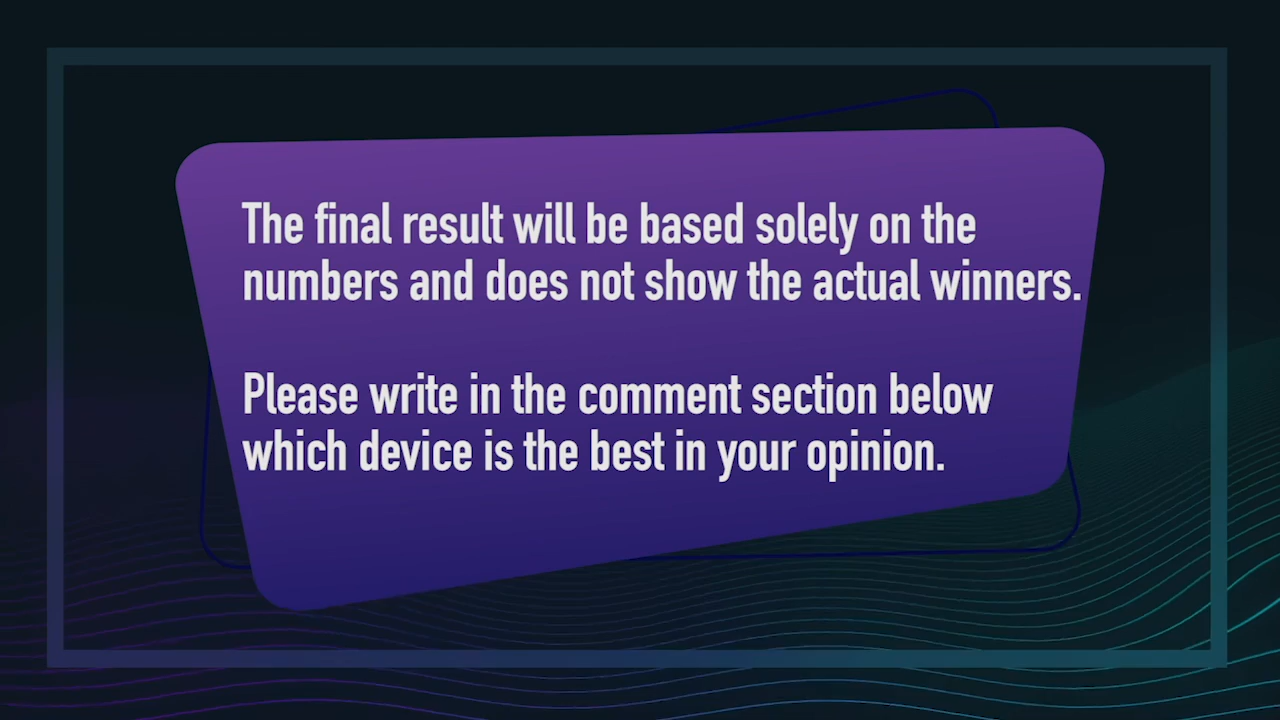 The final result will be based solely on the
numbers and does not show the actual winners.
Please write in the comment section below
which device is the best in your opinion.